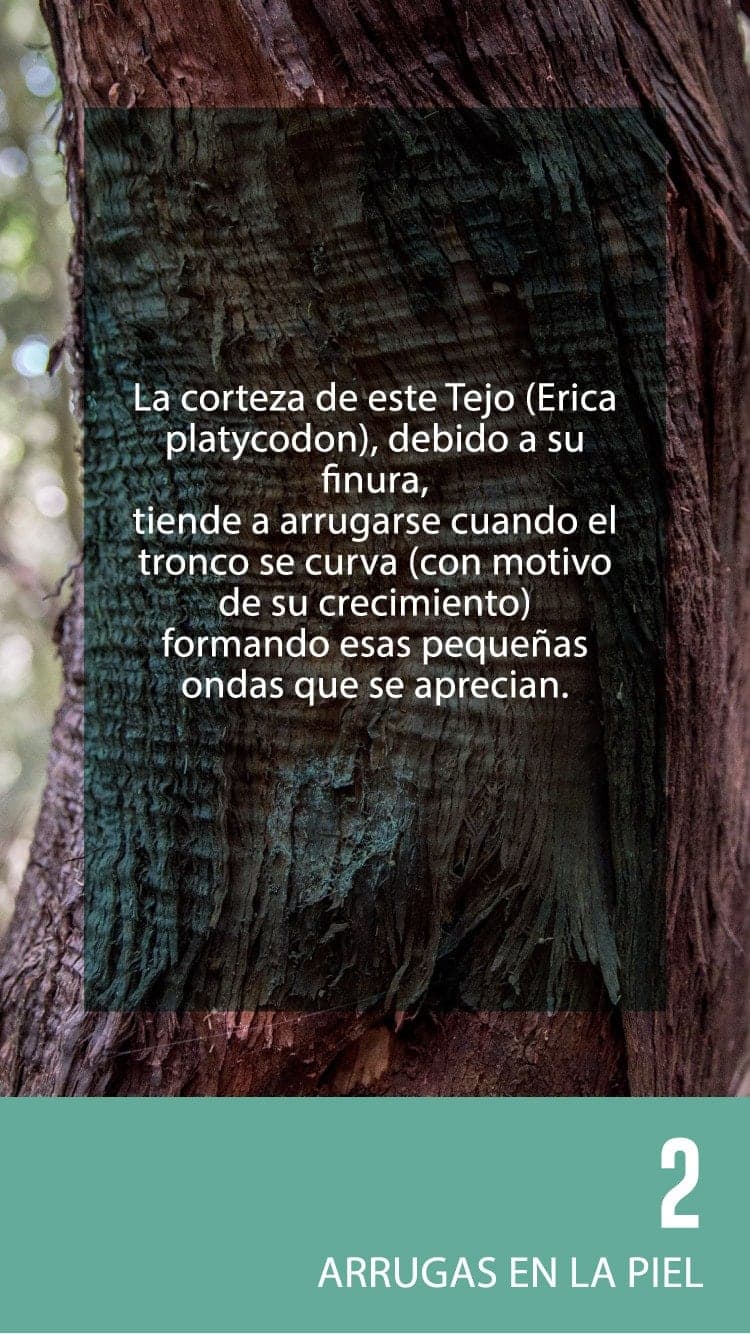 La corteza de este Tejo (Erica
platycodon), debido a su
finura,
tiende a arrugarse cuando el
tronco se curva (con motivo
de su crecimiento)
formando esas pequeñas
ondas que se aprecian.
2
ARRUGAS EN LA PIEL